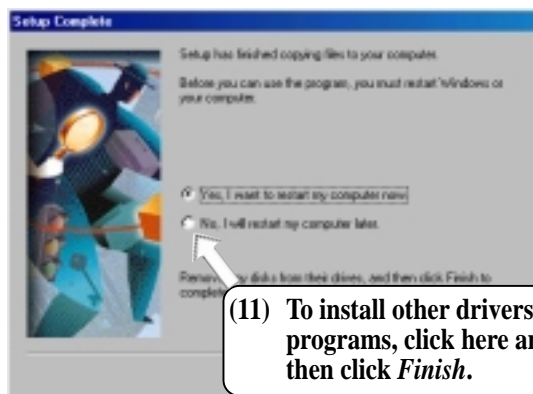 Setup Complete
Setup has finished copying files to your computer.
Before you can use the program, you must restart Windows or
your computer.
Yes, I want to restart my computer now.
No, I will restart my computer later.
Remove any disks from their drives, and then click Finish to
complete
(11) To install other drivers
programs, click here
then click Finish.